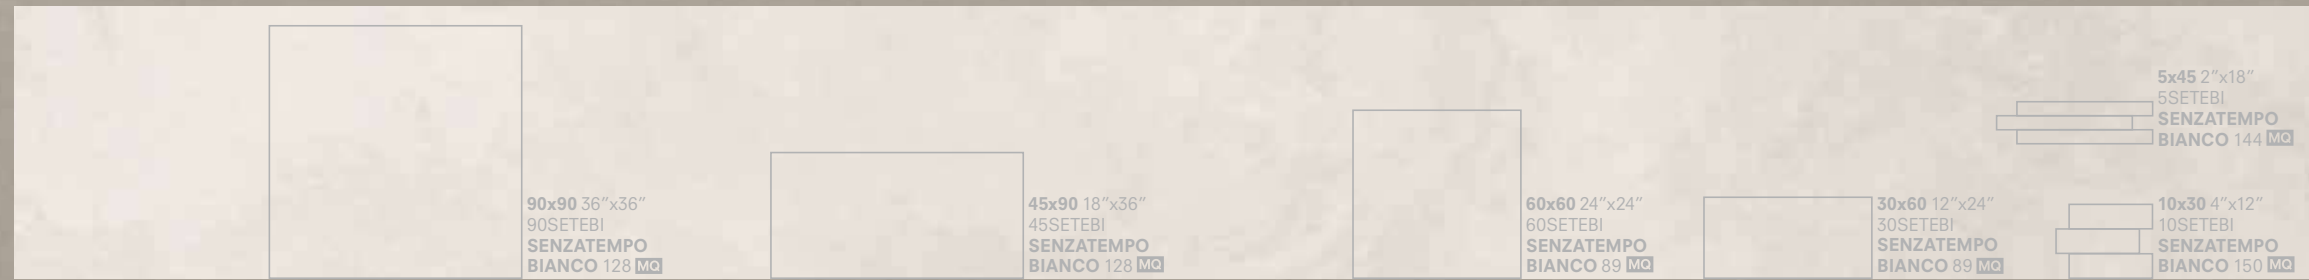 90x90 36”x36”
90SETEBI
SENZATEMPO
BIANCO 128 MQ
45x90 18”x36”
45SETEBI
SENZATEMPO
BIANCO 128 MQ
60x60 24”x24”
60SETEBI
SENZATEMPO
BIANCO 89 MQ
30x60 12”x24”
30SETEBI
SENZATEMPO
BIANCO 89 MQ
5x45 2”x18”
5SETEBI
SENZATEMPO
BIANCO 144 MQ
10x30 4”x12”
10SETEBI
SENZATEMPO
BIANCO 150 MQ